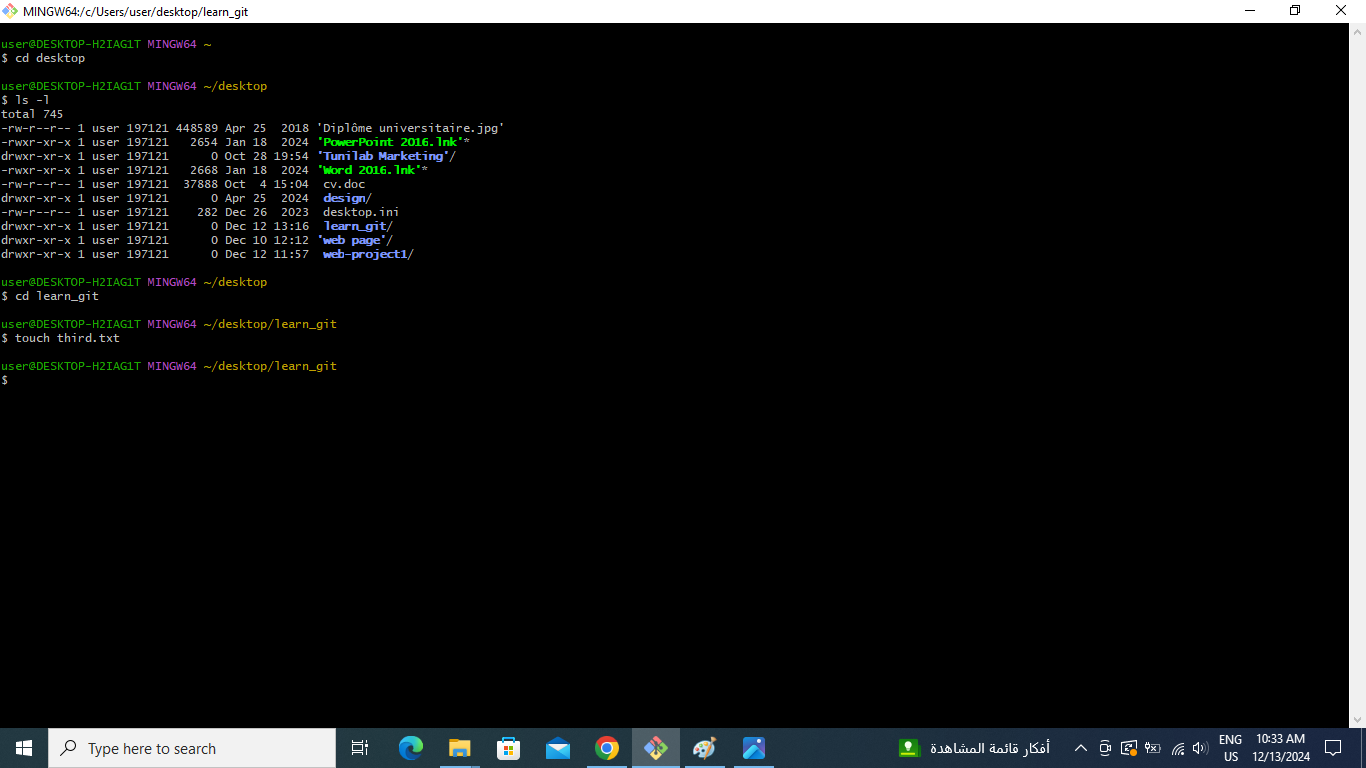 MINGW64:/c/Users/user/desktop/learn_git
user@DESKTOP-H2IAG1T MINGW64 ~
$ cd desktop
user@DESKTOP-H2IAG1T MINGW64 ~/desktop
$ ls -l
total 745
-rw-r--r-- 1 user 197121 448589 Apr 25  2018 'Diplôme universitaire.jpg'
-rwxr-xr-x 1 user 197121   2654 Jan 18  2024 'PowerPoint 2016.lnk'*
drwxr-xr-x 1 user 197121      0 Oct 28 19:54 'Tunilab Marketing'/
-rwxr-xr-x 1 user 197121   2668 Jan 18  2024 'Word 2016.lnk'*
-rw-r--r-- 1 user 197121  37888 Oct  4 15:04  cv.doc
drwxr-xr-x 1 user 197121      0 Apr 25  2024  design/
-rw-r--r-- 1 user 197121    282 Dec 26  2023  desktop.ini
drwxr-xr-x 1 user 197121      0 Dec 12 13:16  learn_git/
drwxr-xr-x 1 user 197121      0 Dec 10 12:12 'web page'/
drwxr-xr-x 1 user 197121      0 Dec 12 11:57  web-project1/
user@DESKTOP-H2IAG1T MINGW64 ~/desktop
$ cd learn_git
user@DESKTOP-H2IAG1T MINGW64 ~/desktop/learn_git
$ touch third.txt
user@DESKTOP-H2IAG1T MINGW64 ~/desktop/learn_git
$
Type here to search
أفكار قائمة المشاهدة
ENG
US
10:33 AM
12/13/2024